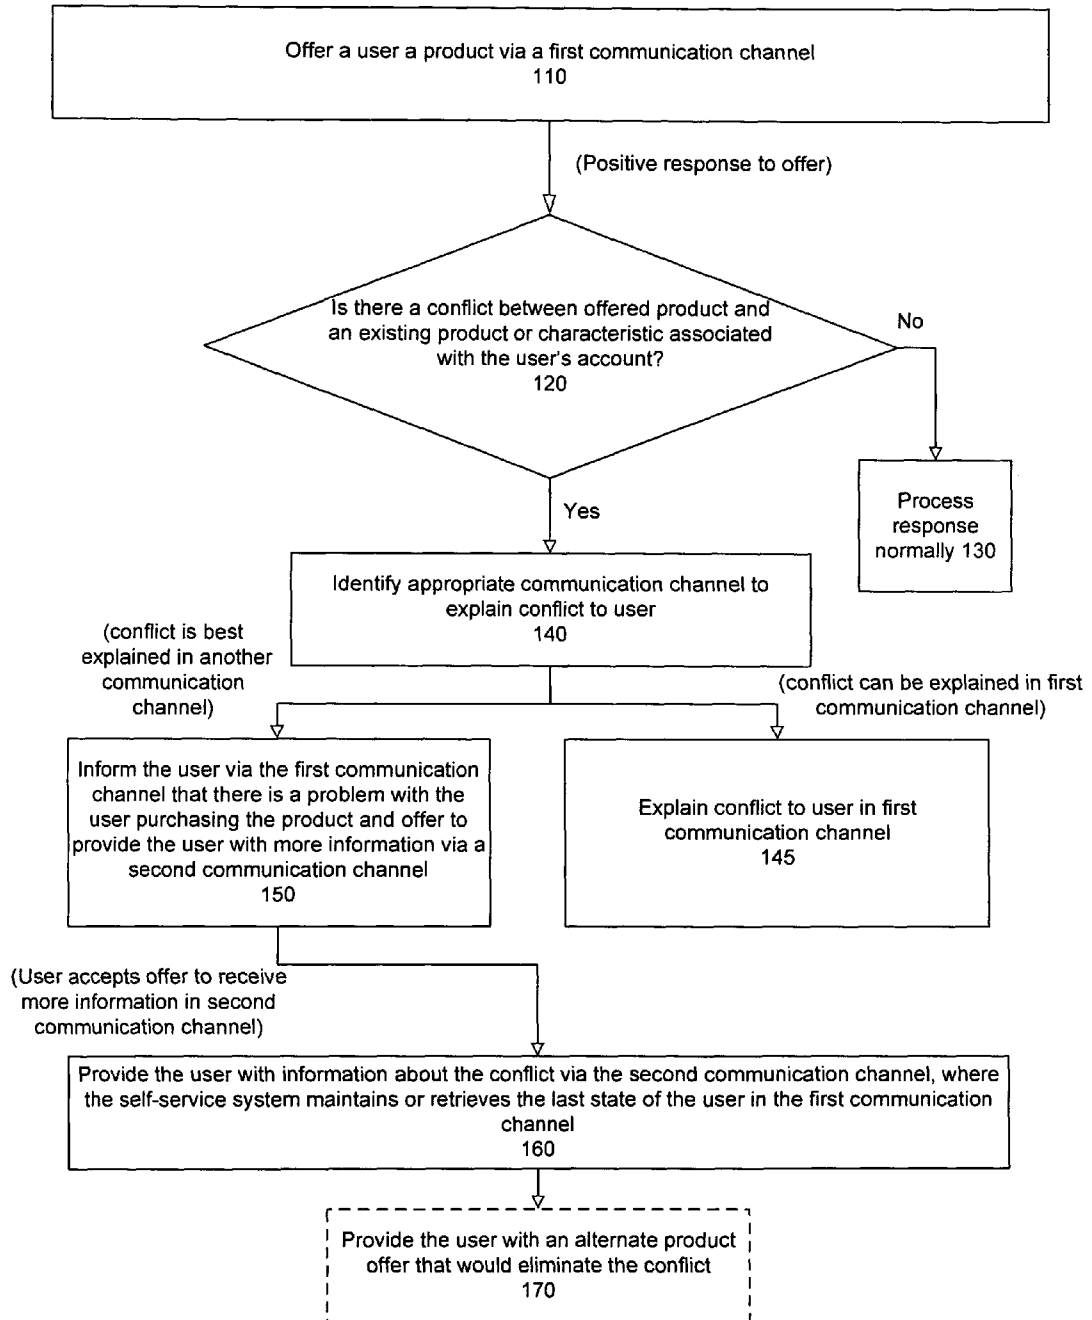 Offer a user a product via a first communication channel
110
(Positive response to offer)
Is there a conflict between offered product and
an existing product or characteristic associated
with the user's account?
120
No
Process
response
normally 130
Yes
Identify appropriate communication channel to
explain conflict to user
140
(conflict is best
explained in another
communication
channel)
(conflict can be explained in first
communication channel)
Inform the user via the first communication
channel that there is a problem with the
user purchasing the product and offer to
provide the user with more information via a
second communication channel
150
Explain conflict to user in first
communication channel
145
(User accepts offer to receive
more information in second
communication channel)
Provide the user with information about the conflict via the second communication channel, where
the self-service system maintains or retrieves the last state of the user in the first communication
channel
160
Provide the user with an alternate product
offer that would eliminate the conflict
170